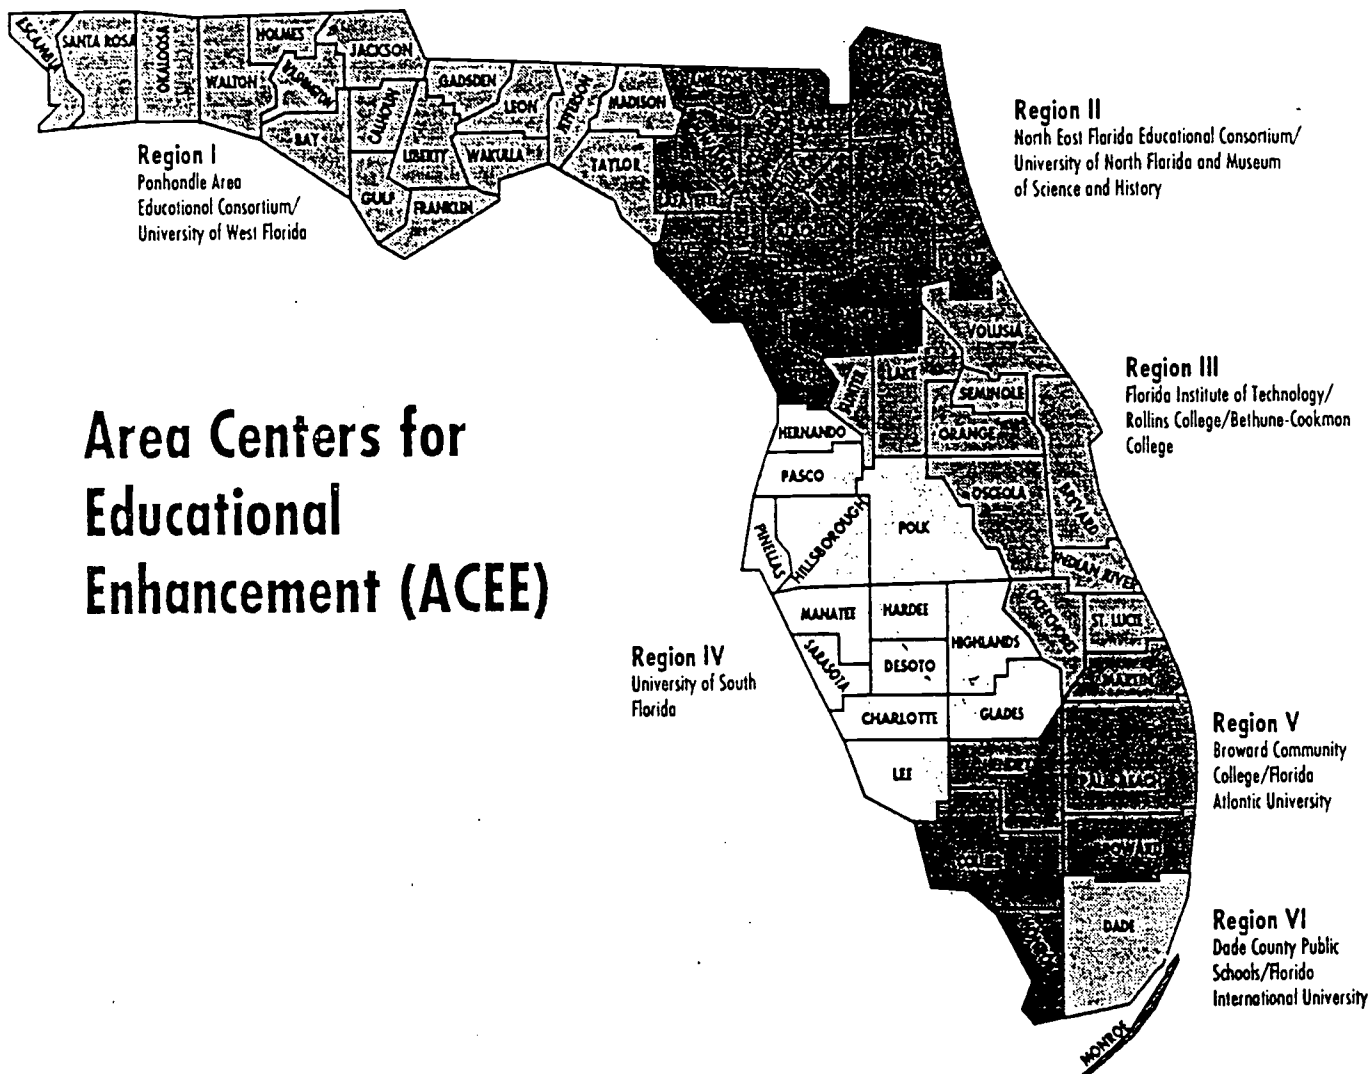 ESCAMBIA
SANTA ROSA
OKALOOSA
WALTON
HOLMES
WASHINGTON
JACKSON
BAY
CALHOUN
GULF
GADSDEN
LIBERTY
FRANKLIN
LEON
WAKULLA
JEFFERSON
MADISON
TAYLOR
LAFAYETTE
Region I
Panhandle Area
Educational Consortium/
University of West Florida
Region II
North East Florida Educational Consortium/
University of North Florida and Museum
of Science and History
VOLUSIA
SUMTER
LAKE
SEMINOLE
ORANGE
OSCEOLA
BREVARD
INDIAN RIVER
OKEECHOBEE
ST. LUCIE
MARTIN
Region III
Florida Institute of Technology/
Rollins College/Bethune-Cookman
College
Area Centers for
Educational
Enhancement (ACEE)
HERNANDO
PASCO
PINELLAS
HILLSBOROUGH
POLK
MANATEE
HARDEE
HIGHLANDS
SARASOTA
DESOTO
CHARLOTTE
GLADES
LEE
Region IV
University of South
Florida
HENDRY
PALM BEACH
COLLIER
BROWARD
MONROE
Region V
Broward Community
College/Florida
Atlantic University
DADE
MONROE
Region VI
Dade County Public
Schools/Florida
International University